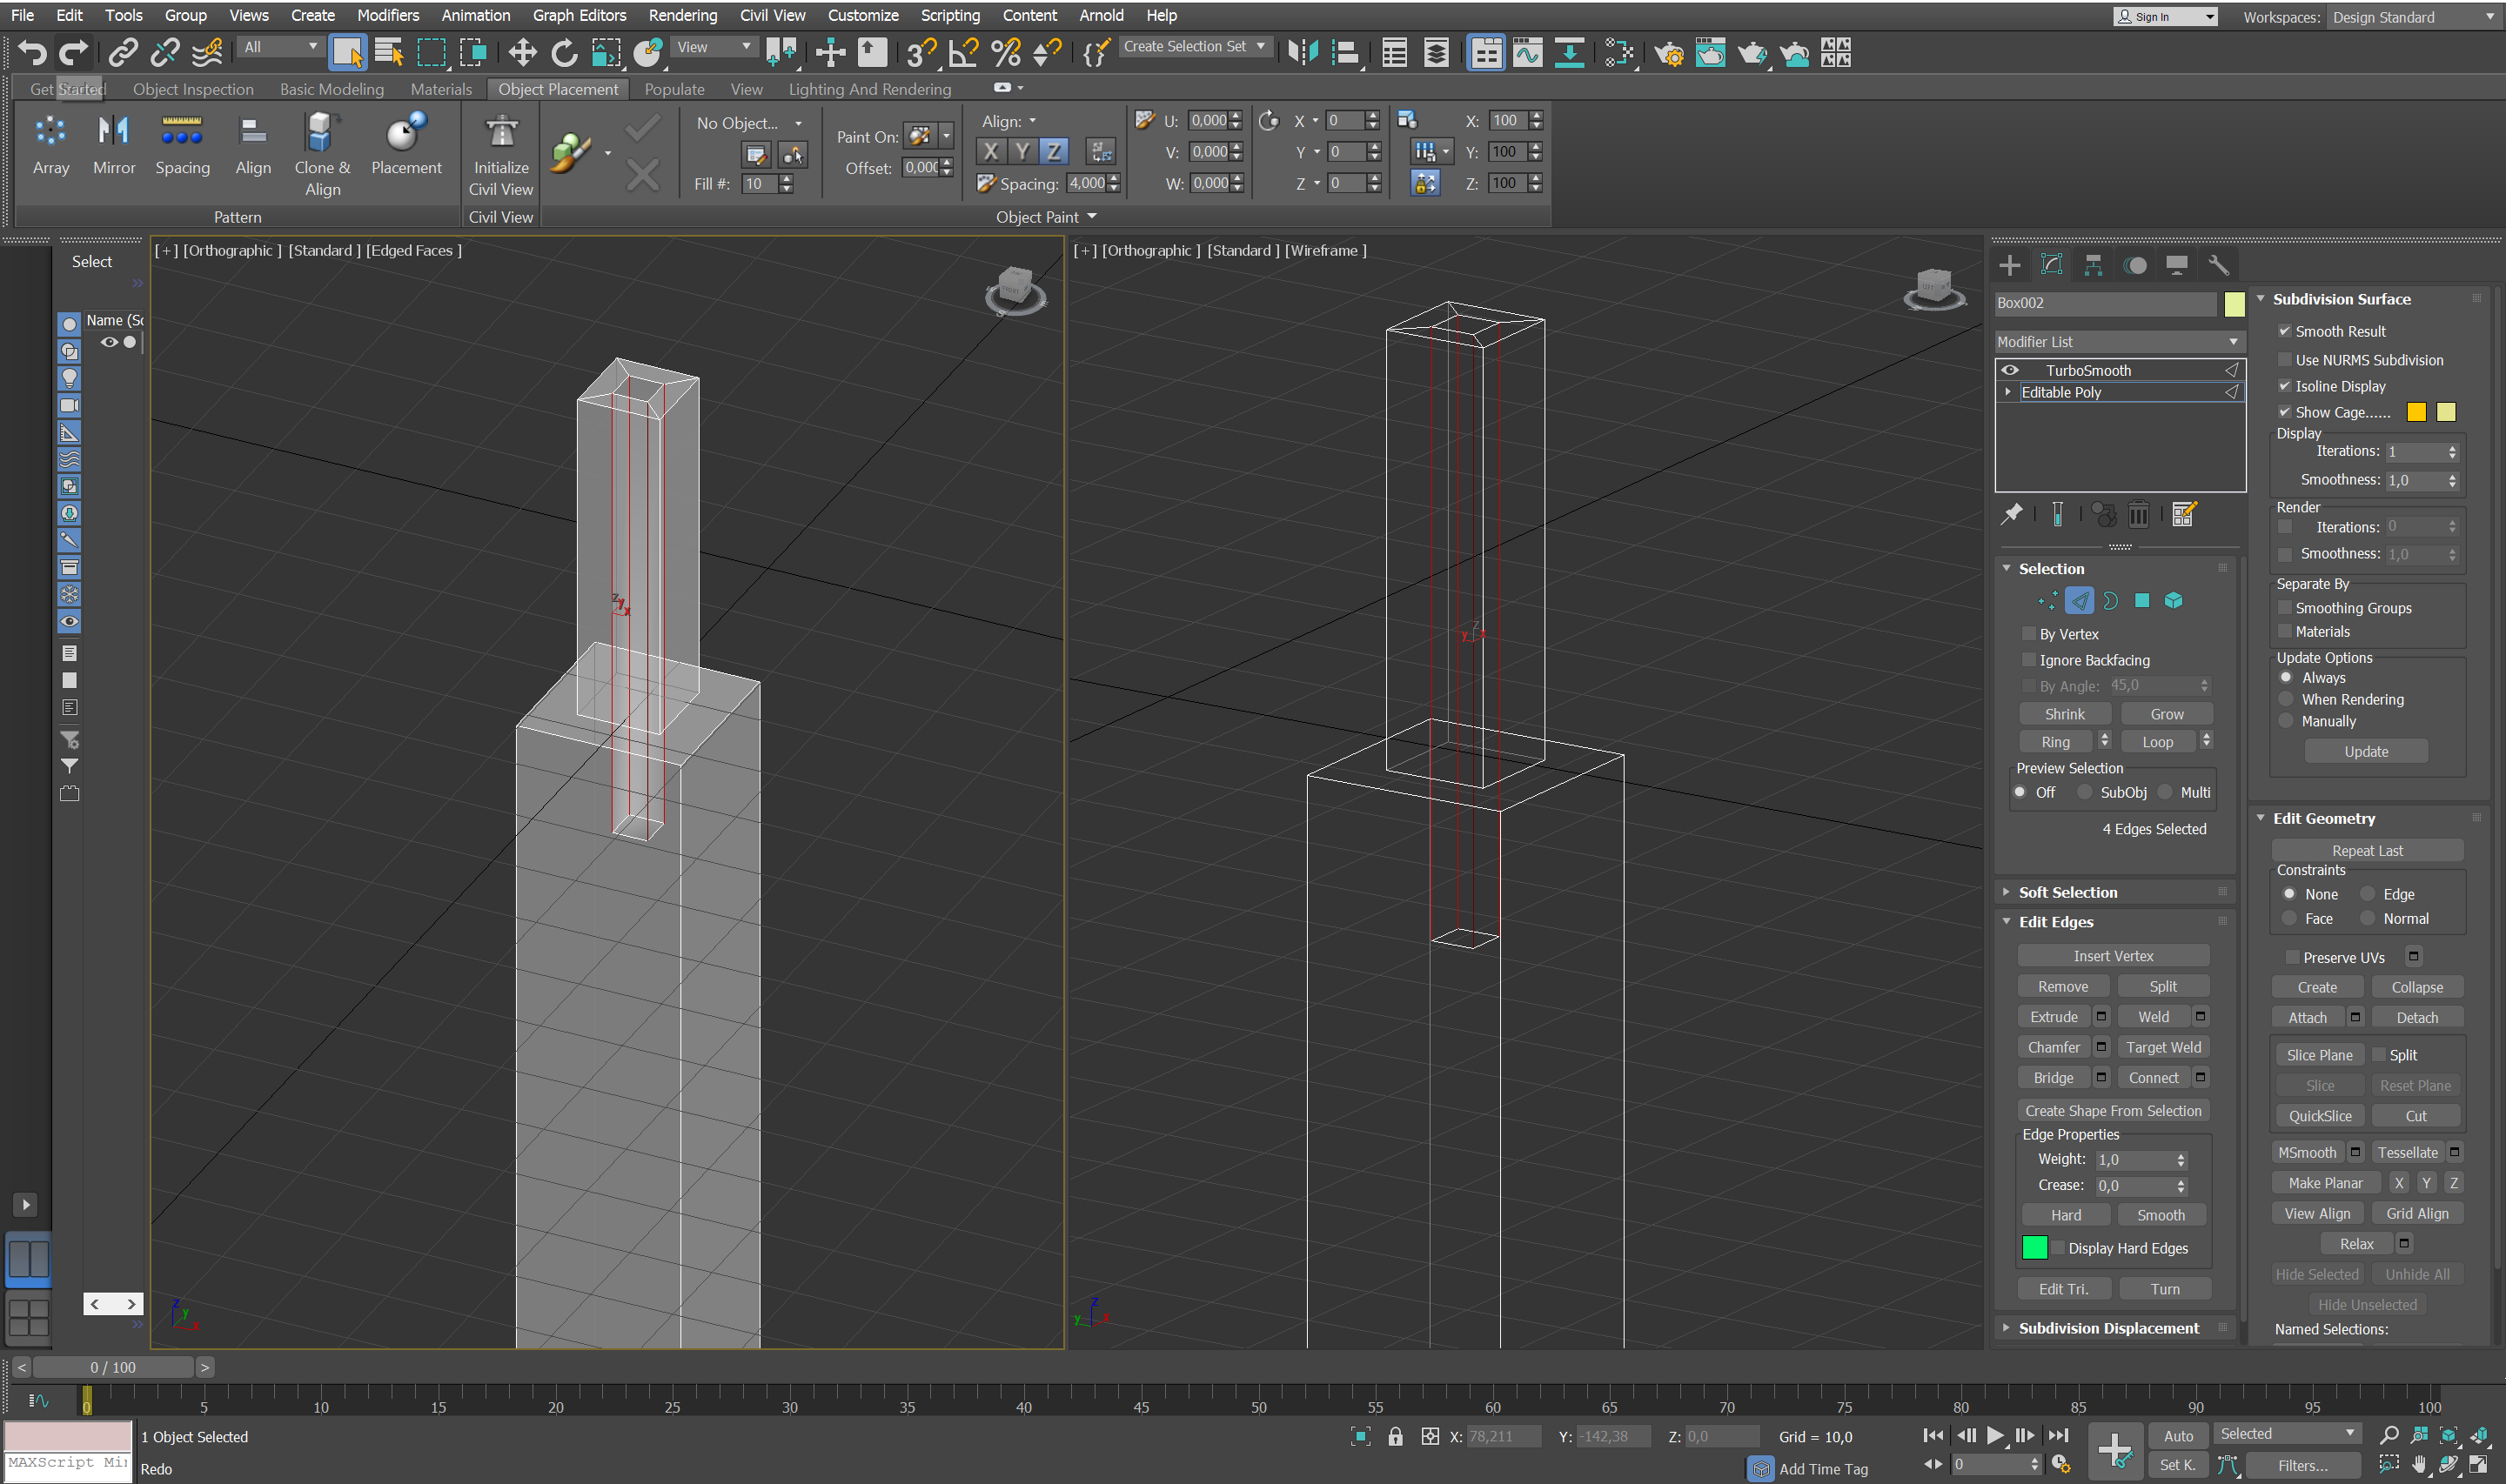 File Edit Tools Group Views Create Modifiers Animation Graph Editors Rendering Civil View Customize Scripting Content Arnold Help Sign In Workspaces: Design Standard
All View Create Selection Set
Get Started Object Inspection Basic Modeling Materials Object Placement Populate View Lighting And Rendering
Array Mirror Spacing Align Clone & Align Placement
Pattern
Initialize Civil View
Civil View
No Object...
Fill #: 10
Paint On:
Offset: 0,000
Align:
X Y Z
Spacing: 4,000
U: 0,000 X 0 X: 100
V: 0,000 Y 0 Y: 100
W: 0,000 Z 0 Z: 100
Object Paint
Select
Name (Sc
[+] [Orthographic ] [Standard ] [Edged Faces ]
z y x
z y x
[+] [Orthographic ] [Standard ] [Wireframe ]
y z x
z y x
Box002
Modifier List
TurboSmooth
Editable Poly
Selection
By Vertex
Ignore Backfacing
By Angle: 45,0
Shrink Grow
Ring Loop
Preview Selection
Off SubObj Multi
4 Edges Selected
Soft Selection
Edit Edges
Insert Vertex
Remove Split
Extrude Weld
Chamfer Target Weld
Bridge Connect
Create Shape From Selection
Edge Properties
Weight: 1,0
Crease: 0,0
Hard Smooth
Display Hard Edges
Edit Tri. Turn
Subdivision Displacement
Subdivision Surface
Smooth Result
Use NURMS Subdivision
Isoline Display
Show Cage......
Display
Iterations: 1
Smoothness: 1,0
Render
Iterations: 0
Smoothness: 1,0
Separate By
Smoothing Groups
Materials
Update Options
Always
When Rendering
Manually
Update
Edit Geometry
Repeat Last
Constraints
None Edge
Face Normal
Preserve UVs
Create Collapse
Attach Detach
Slice Plane Split
Slice Reset Plane
QuickSlice Cut
MSmooth Tessellate
Make Planar X Y Z
View Align Grid Align
Relax
Hide Selected Unhide All
Hide Unselected
Named Selections:
< 0 / 100 >
0 5 10 15 20 25 30 35 40 45 50 55 60 65 70 75 80 85 90 95 100
1 Object Selected
X: 78,211 Y: -142,38 Z: 0,0 Grid = 10,0
Auto Selected
MAXScript Mi
Redo
Add Time Tag
0
Set K. Filters...